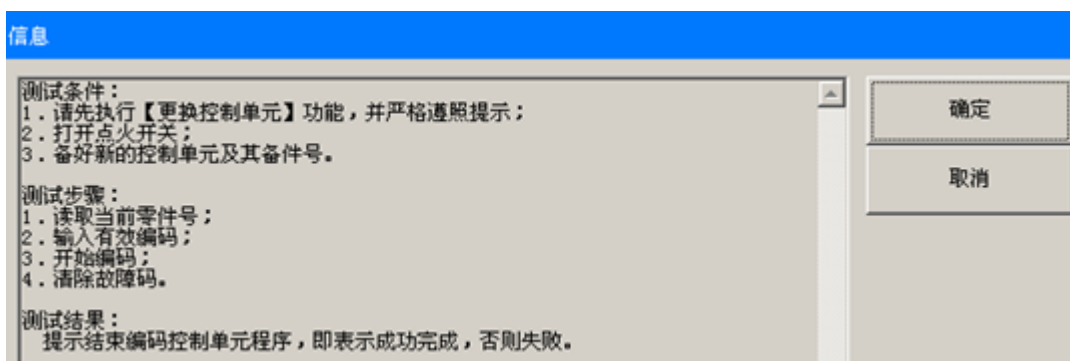 信息
测试条件：
1．请先执行【更换控制单元】功能，并严格遵照提示；
2．打开点火开关；
3．备好新的控制单元及其备件号。
测试步骤：
1．读取当前零件号；
2．输入有效编码；
3．开始编码；
4．清除故障码。
测试结果：
提示结束编码控制单元程序，即表示成功完成，否则失败。
确定
取消